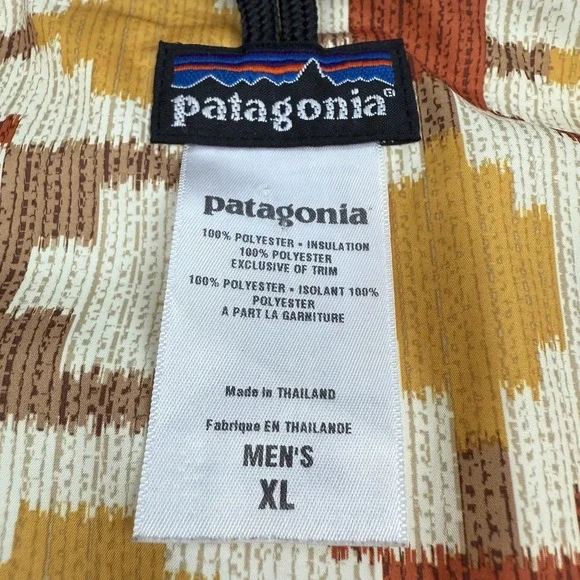 patagonia®
patagonia®
100% POLYESTER • INSULATION
100% POLYESTER
EXCLUSIVE OF TRIM
100% POLYESTER • ISOLANT 100%
POLYESTER
A PART LA GARNITURE
Made in THAILAND
Fabrique EN THAILANDE
MEN'S
XL